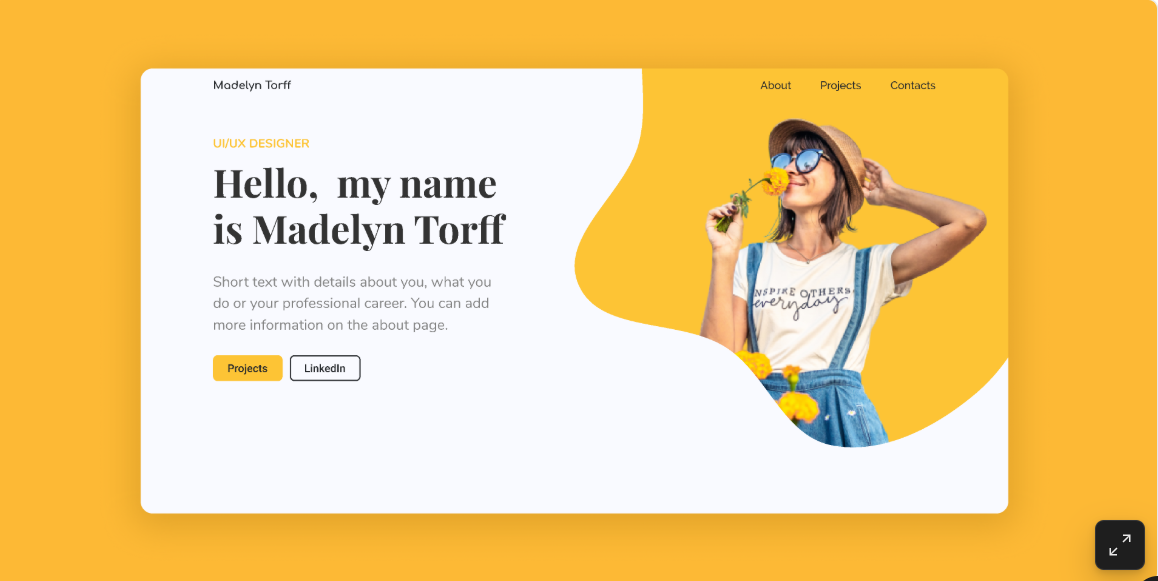 Madelyn Torff
About
Projects
Contacts
UI/UX DESIGNER
Hello, my name
is Madelyn Torff
Short text with details about you, what you
do or your professional career. You can add
more information on the about page.
Projects
LinkedIn
NSPIRE OTHERS
everyday